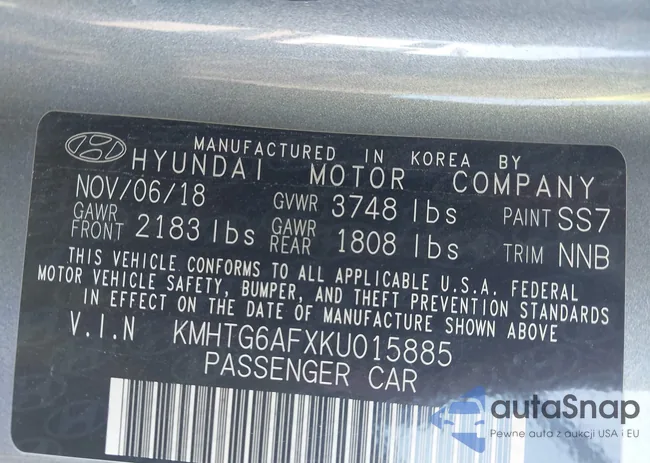 MANUFACTURED IN KOREA BY
HYUNDAI MOTOR COMPANY
NOV/06/18 GVWR 3748 lbs PAINT SS7
GAWR FRONT 2183 lbs GAWR REAR 1808 lbs TRIM NNB
THIS VEHICLE CONFORMS TO ALL APPLICABLE U.S.A. FEDERAL
MOTOR VEHICLE SAFETY, BUMPER, AND THEFT PREVENTION STANDARDS
IN EFFECT ON THE DATE OF MANUFACTURE SHOWN ABOVE
V.I.N KMHTG6AFXKU015885
PASSENGER CAR
autaSnap
Pewne auta z aukcji USA i EU